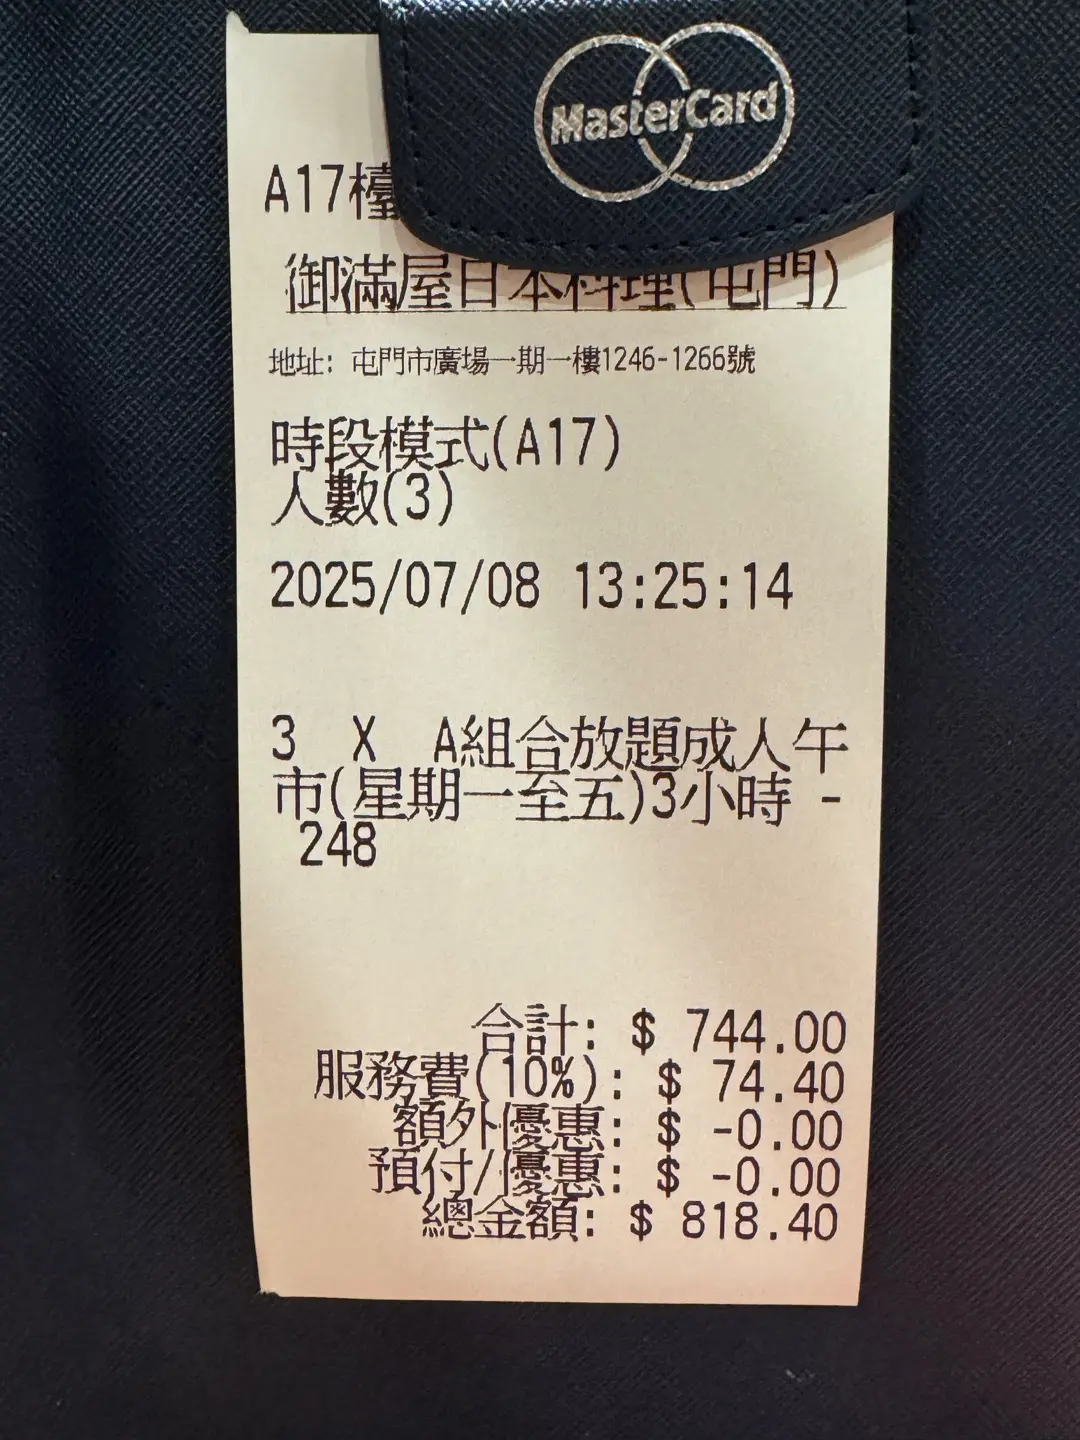 MasterCard
A17檯
御滿屋日本料理(屯門)
地址: 屯門市廣場一期一樓1246-1266號
時段模式(A17)
人數(3)
2025/07/08 13:25:14
3 X A組合放題成人午
市(星期一至五)3小時 -
248
合計: $ 744.00
服務費(10%): $ 74.40
額外優惠: $ -0.00
預付/優惠: $ -0.00
總金額: $ 818.40